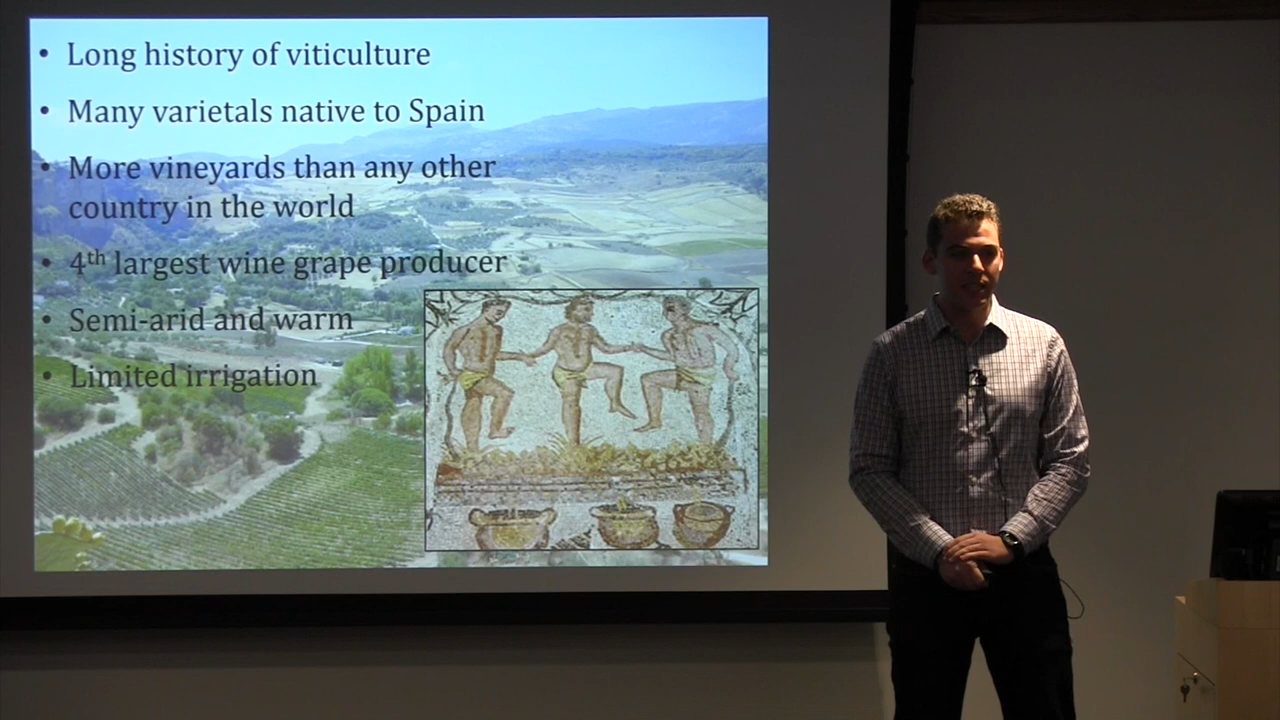 • Long history of viticulture
• Many varietals native to Spain
• More vineyards than any other
country in the world
• 4th largest wine grape producer
• Semi-arid and warm
• Limited irrigation